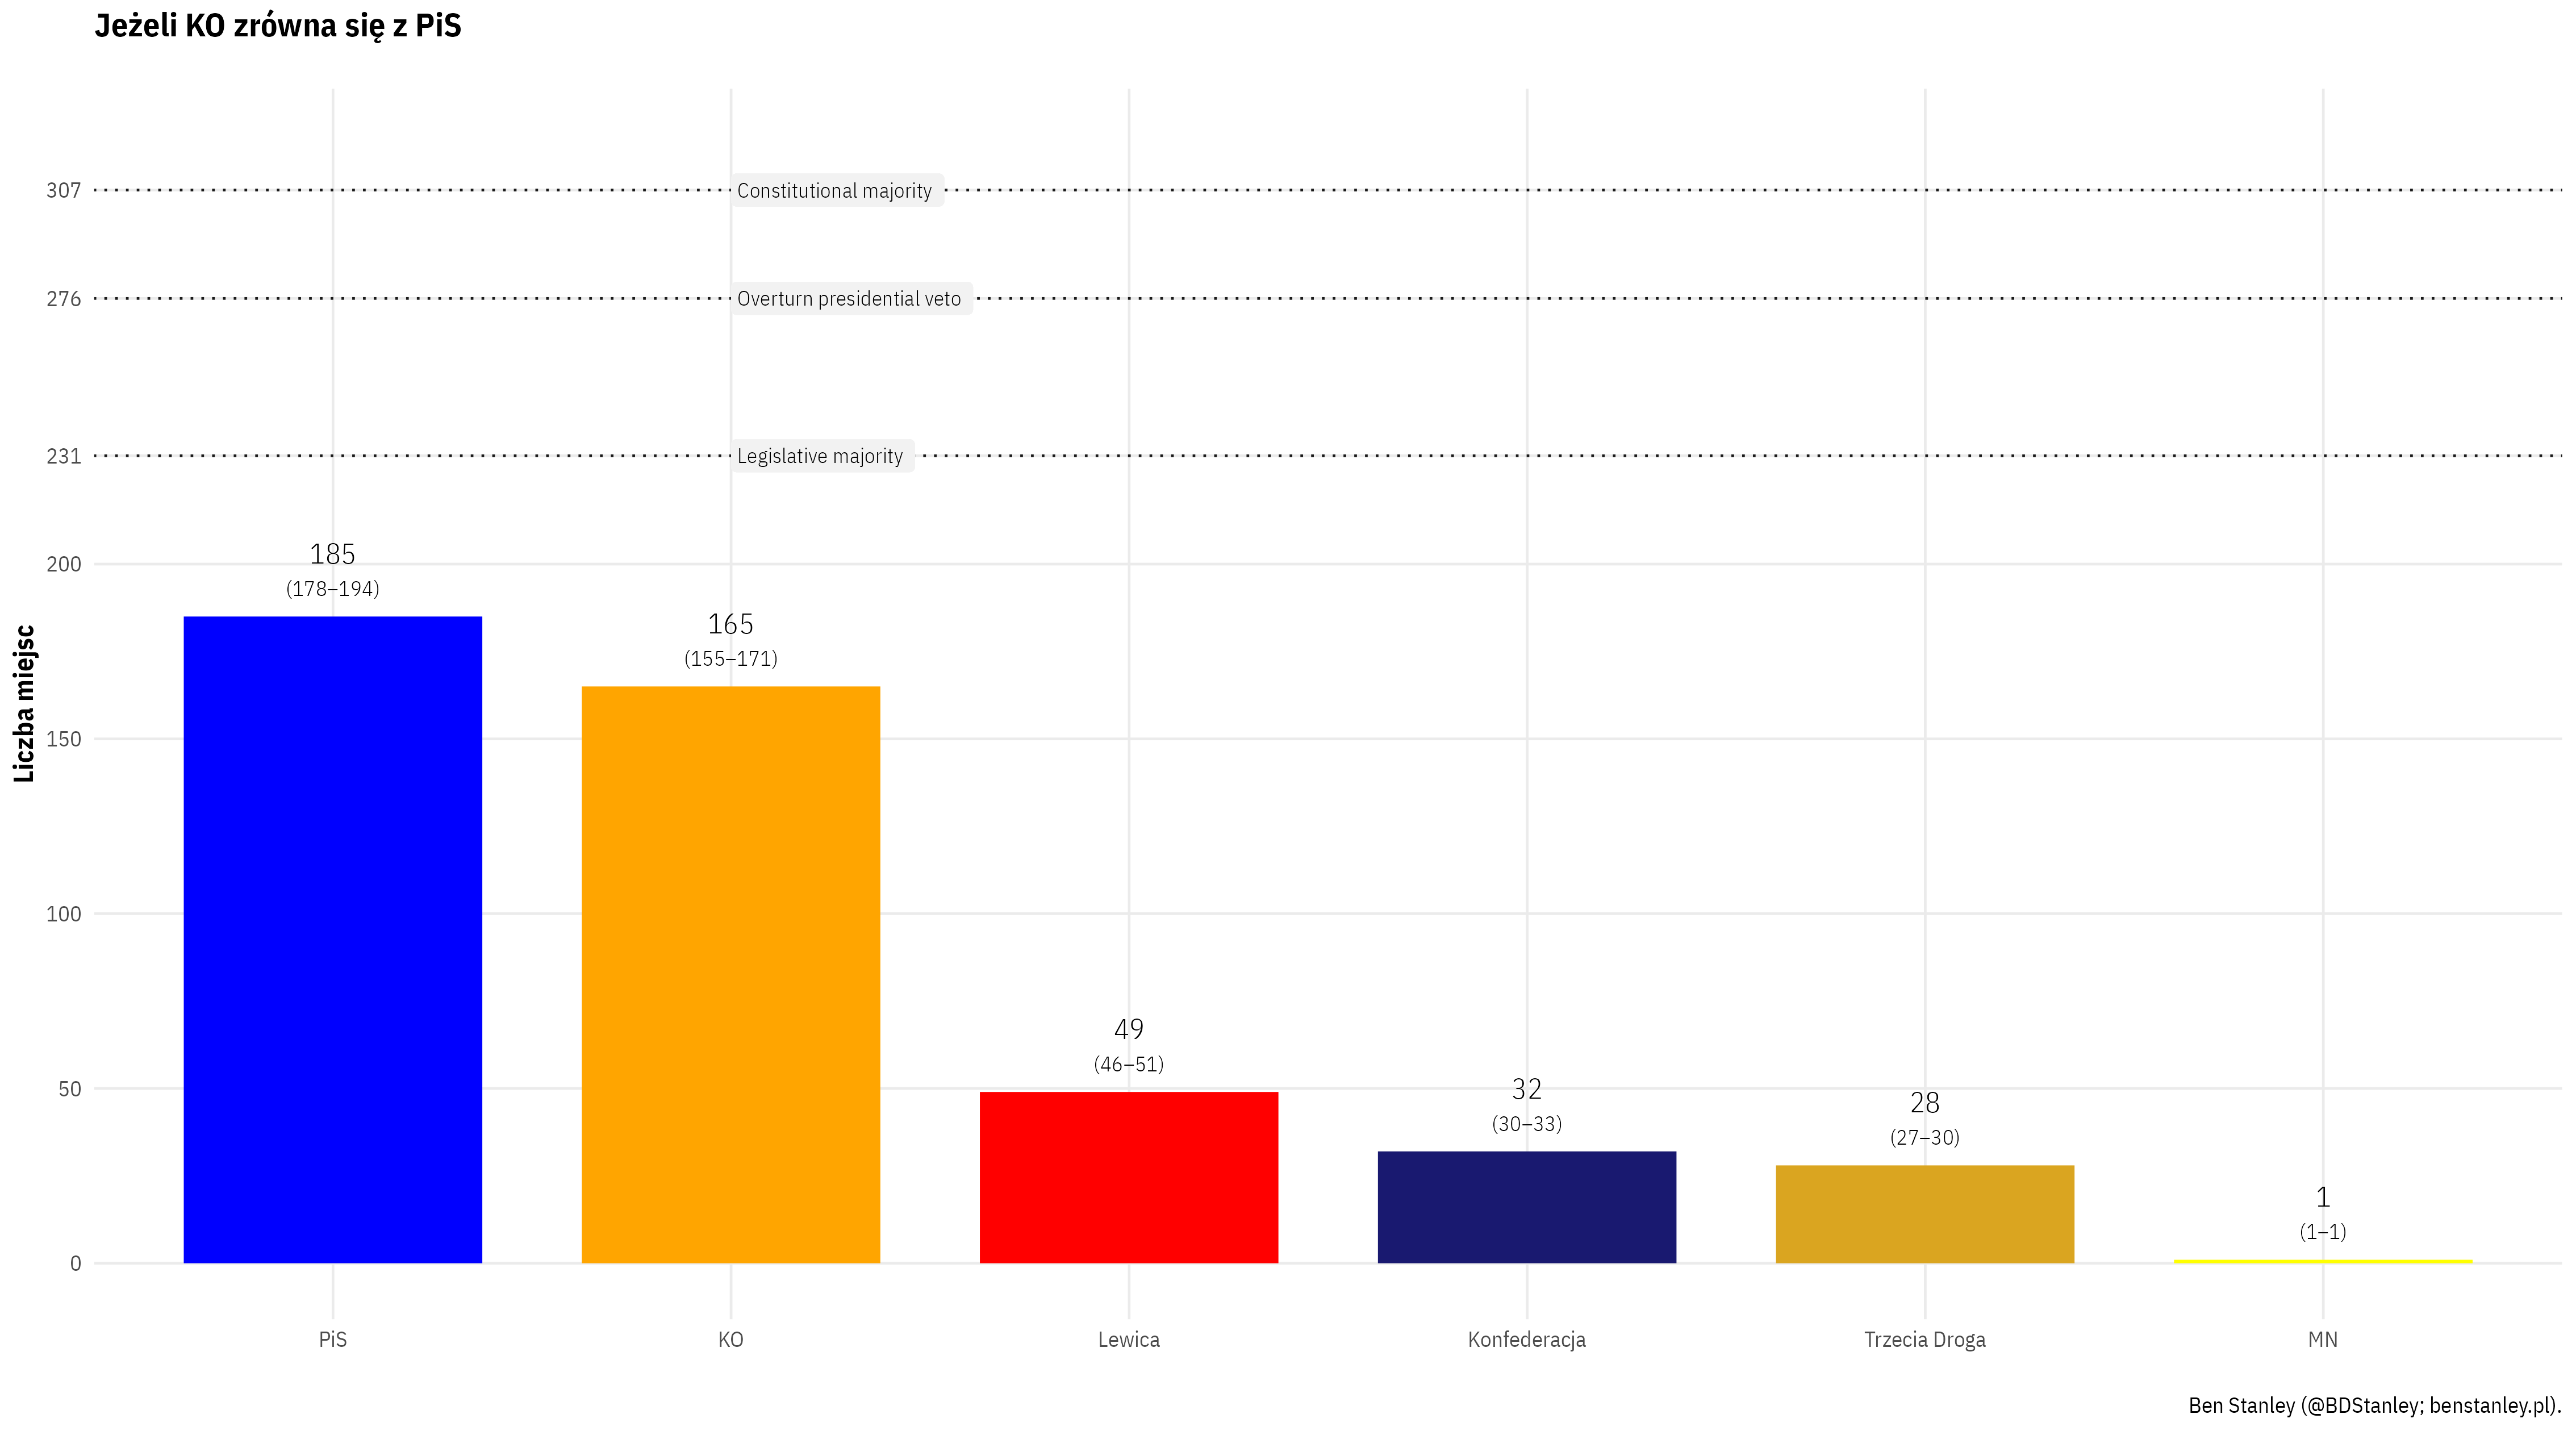 Jeżeli KO zrówna się z PiS
307
Constitutional majority
276
Overturn presidential veto
231
Legislative majority
200
150
100
50
0
Liczba miejsc
185
(178–194)
165
(155–171)
49
(46–51)
32
(30–33)
28
(27–30)
1
(1–1)
PiS
KO
Lewica
Konfederacja
Trzecia Droga
MN
Ben Stanley (@BDStanley; benstanley.pl).